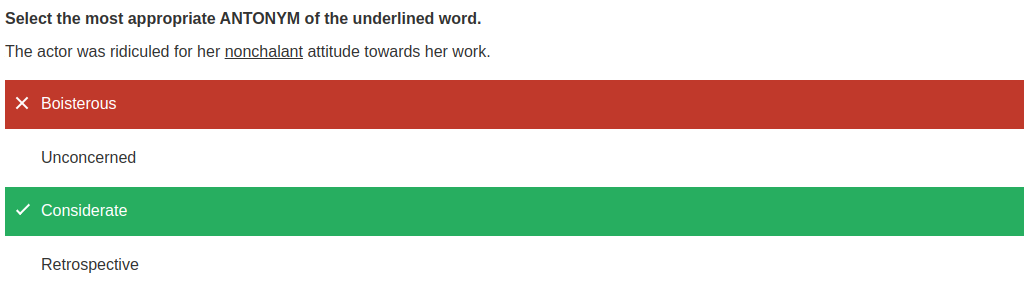 Select the most appropriate ANTONYM of the underlined word.
The actor was ridiculed for her nonchalant attitude towards her work.
Boisterous
Unconcerned
Considerate
Retrospective